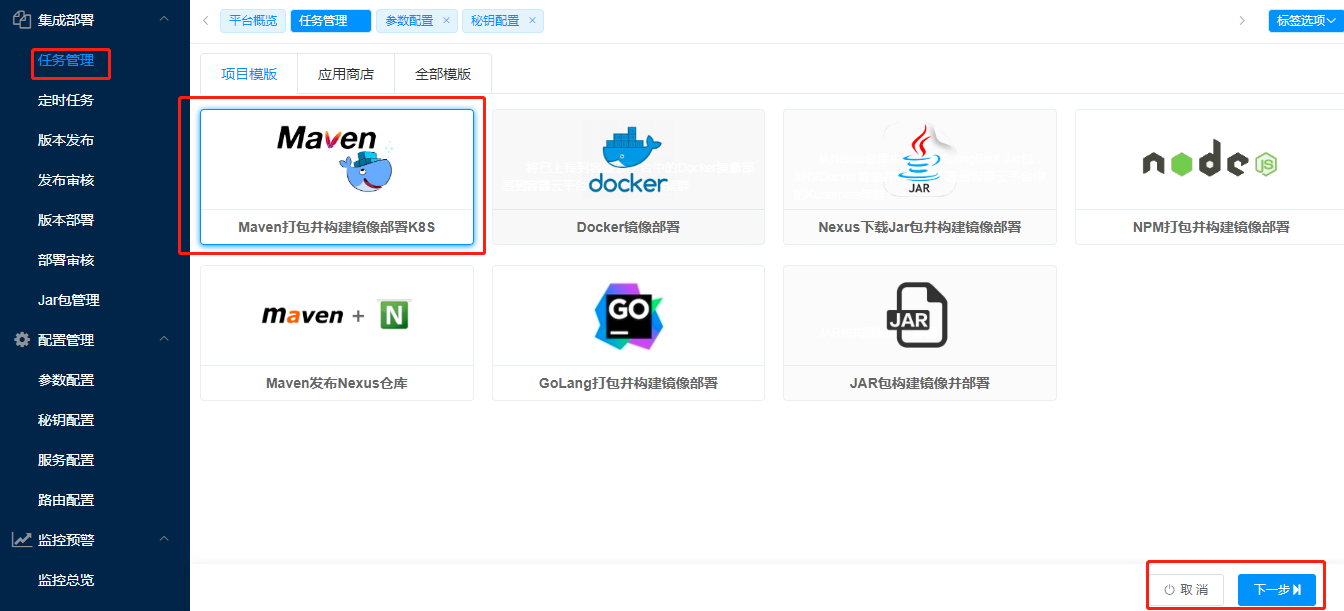 集成部署
任务管理
定时任务
版本发布
发布审核
版本部署
部署审核
Jar包管理
配置管理
参数配置
秘钥配置
服务配置
路由配置
监控预警
监控总览
平台概览 任务管理 参数配置 × 秘钥配置 × 标签选项
项目模版 应用商店 全部模版
Maven
Maven打包并构建镜像部署K8S
docker
Docker镜像部署
JAR
Nexus下载Jar包并构建镜像部署
node JS
NPM打包并构建镜像部署
maven + N
Maven发布Nexus仓库
GO
GoLang打包并构建镜像部署
JAR
JAR包构建镜像并部署
取消 下一步